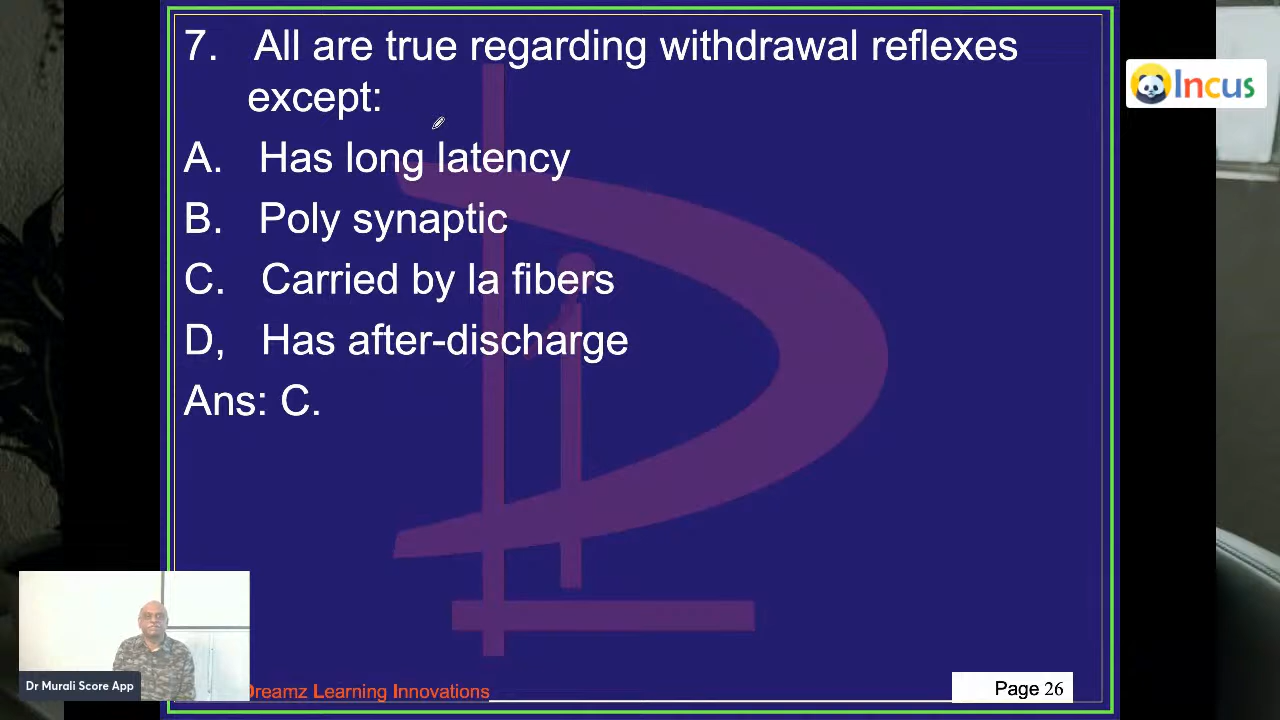 7. All are true regarding withdrawal reflexes
except:
A. Has long latency
B. Poly synaptic
C. Carried by Ia fibers
D, Has after-discharge
Ans: C.
Incus
Dr Murali Score App
Dreamz Learning Innovations
Page 26